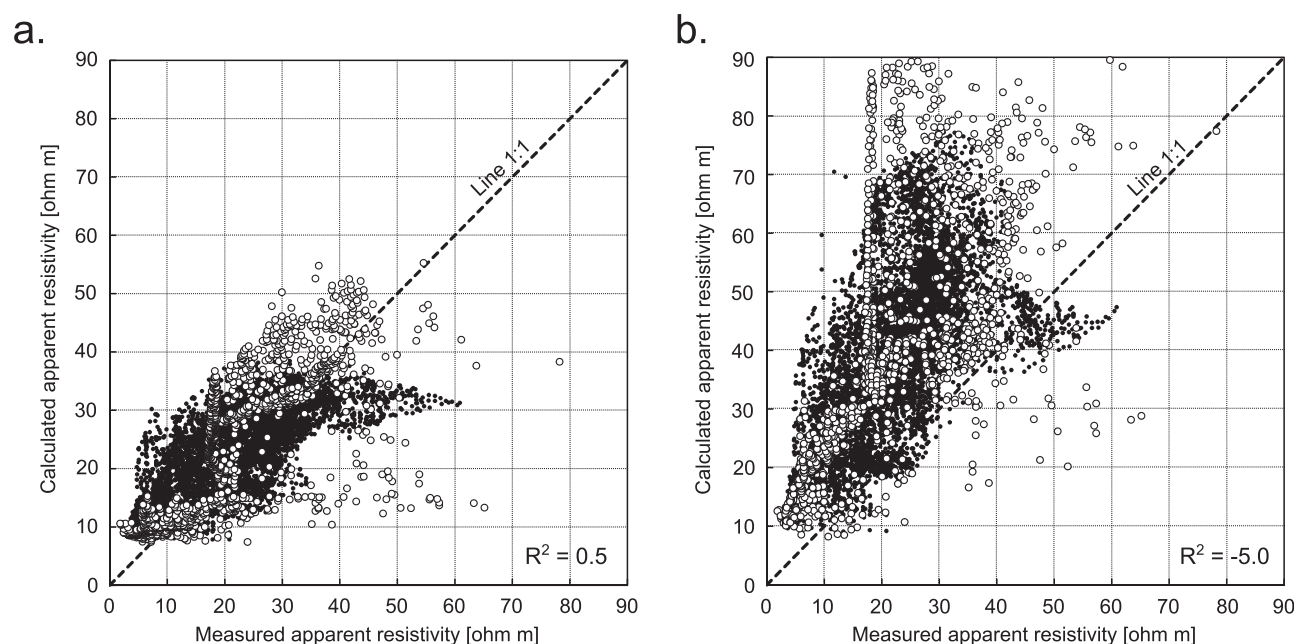 a.
90
80
70
60
50
40
30
20
10
0
Calculated apparent resistivity [ohm m]
Line 1:1
R² = 0.5
0 10 20 30 40 50 60 70 80 90
Measured apparent resistivity [ohm m]
b.
90
80
70
60
50
40
30
20
10
0
Calculated apparent resistivity [ohm m]
Line 1:1
R² = -5.0
0 10 20 30 40 50 60 70 80 90
Measured apparent resistivity [ohm m]